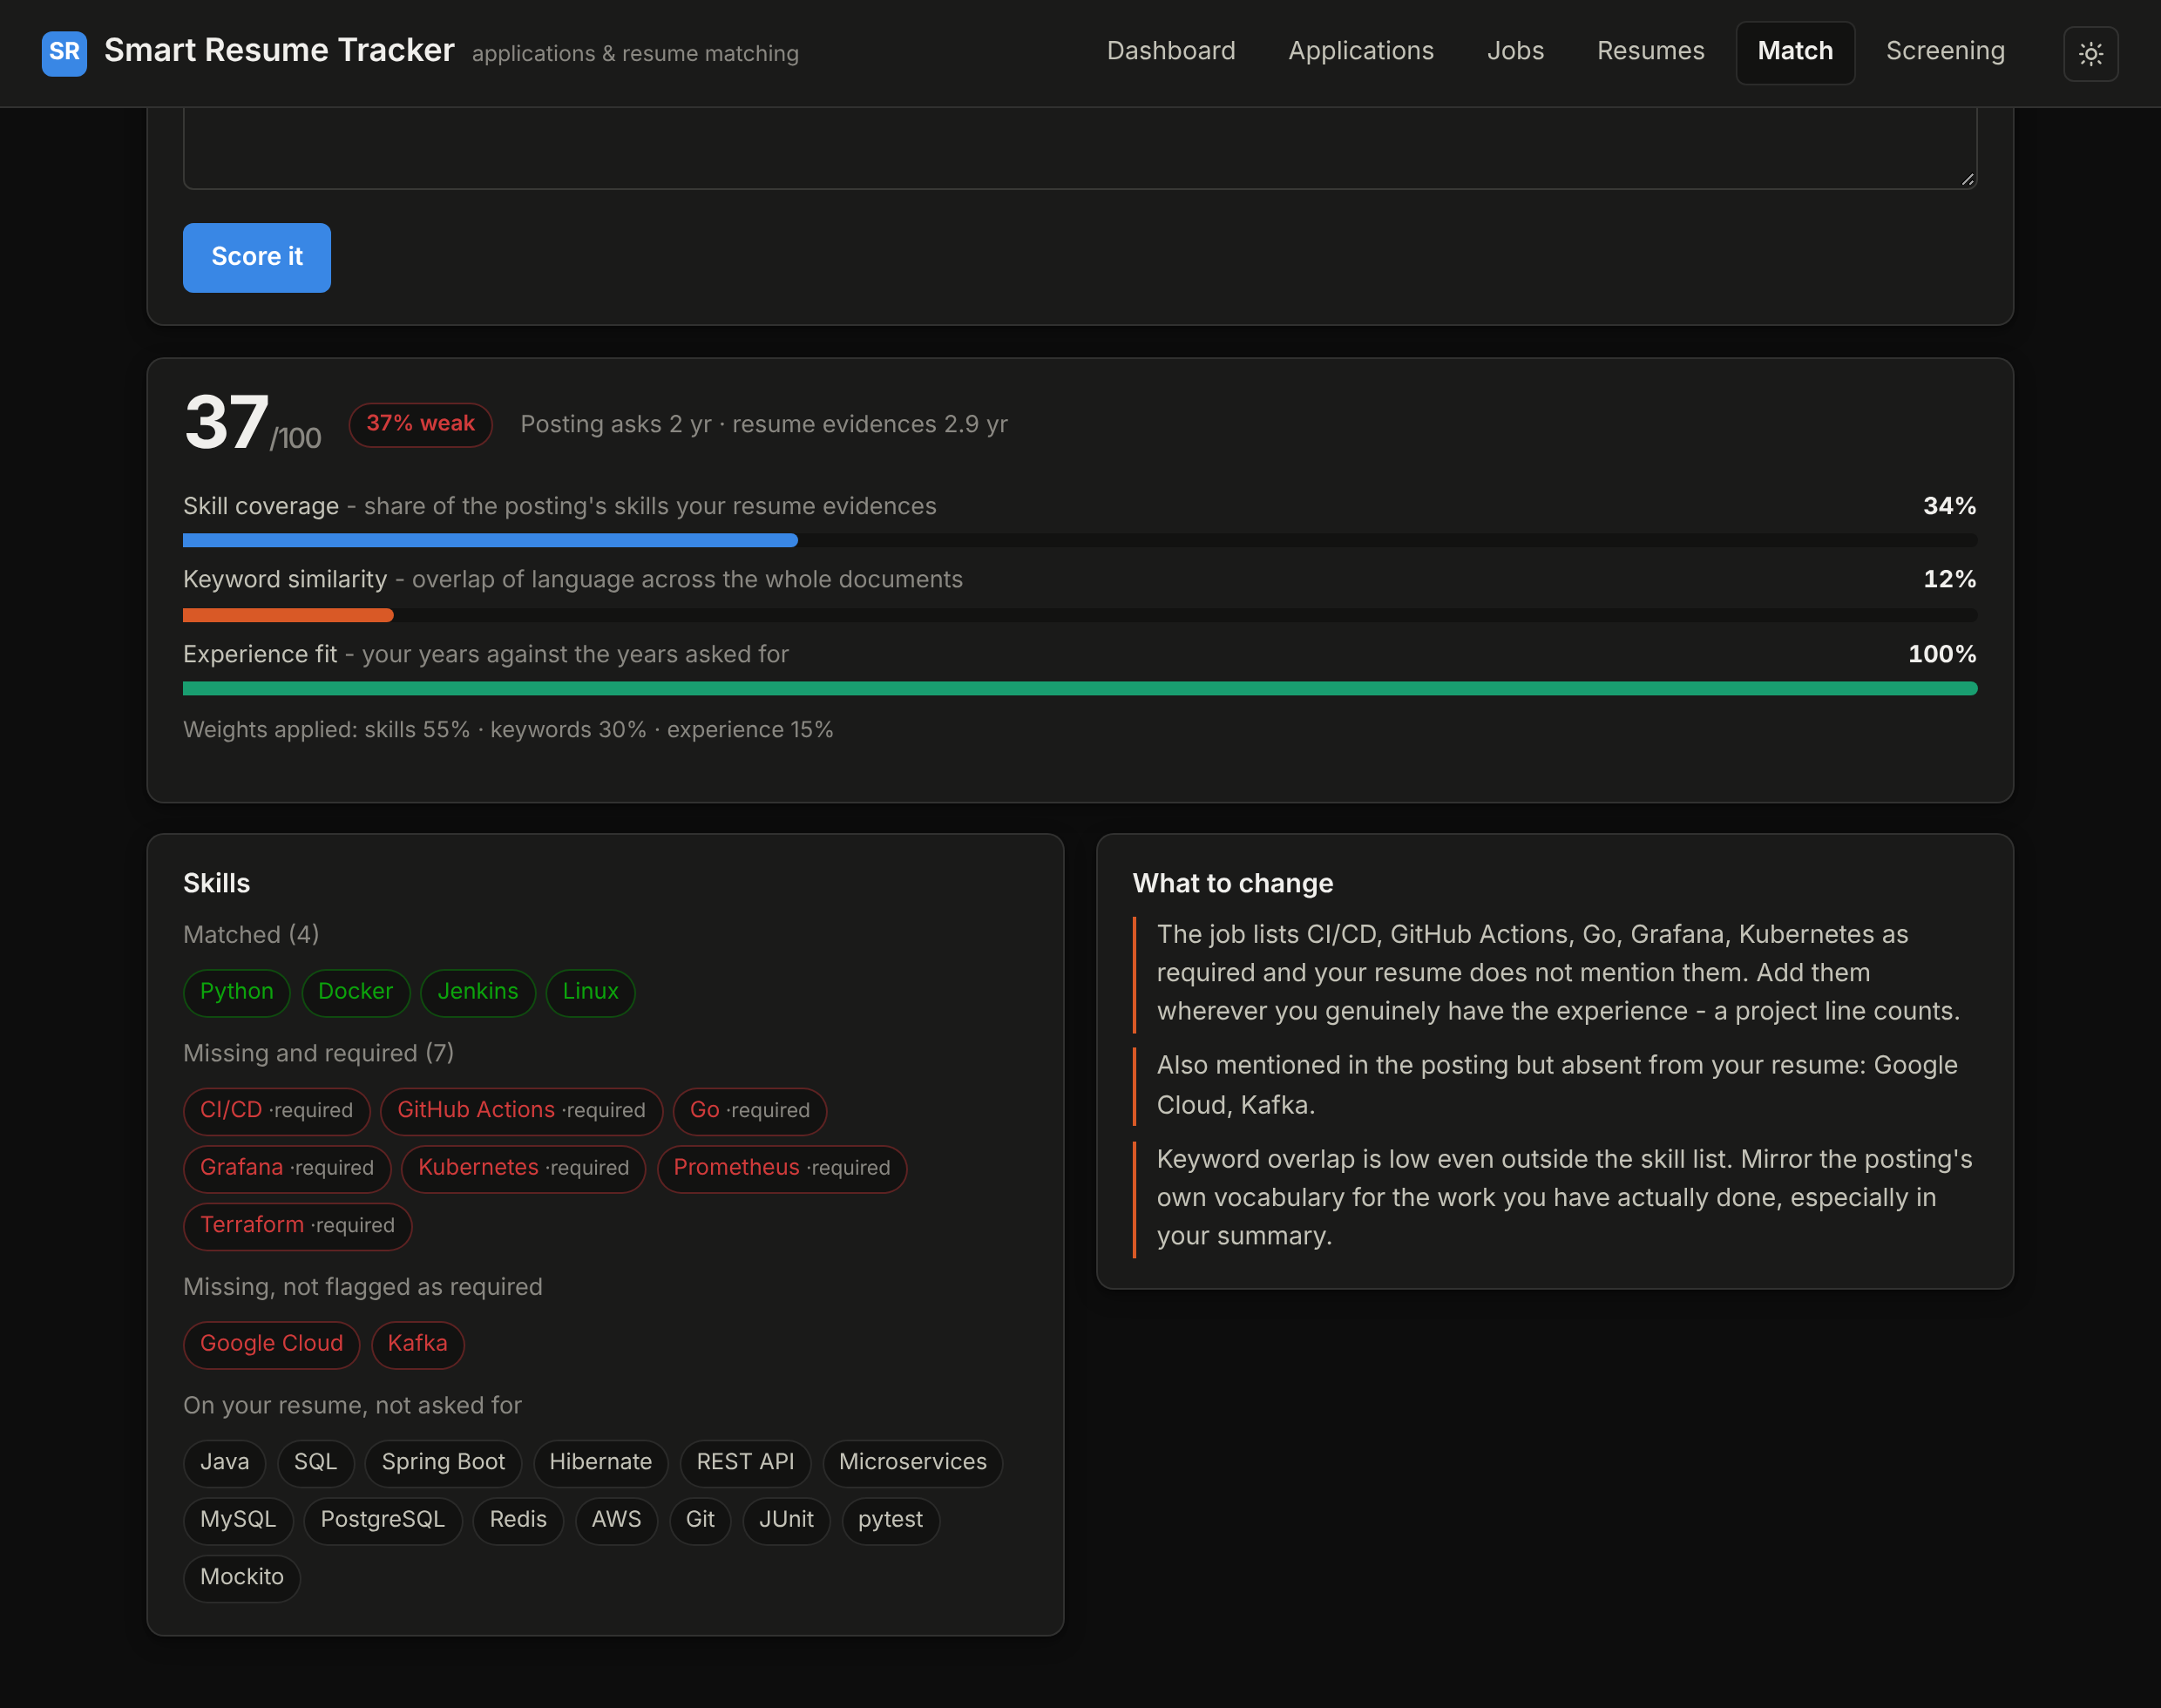 SR Smart Resume Tracker applications & resume matching Dashboard Applications Jobs Resumes Match Screening
Score it
37/100 37% weak Posting asks 2 yr · resume evidences 2.9 yr
Skill coverage - share of the posting's skills your resume evidences 34%
Keyword similarity - overlap of language across the whole documents 12%
Experience fit - your years against the years asked for 100%
Weights applied: skills 55% · keywords 30% · experience 15%
Skills
Matched (4)
Python Docker Jenkins Linux
Missing and required (7)
CI/CD ·required GitHub Actions ·required Go ·required
Grafana ·required Kubernetes ·required Prometheus ·required
Terraform ·required
Missing, not flagged as required
Google Cloud Kafka
On your resume, not asked for
Java SQL Spring Boot Hibernate REST API Microservices
MySQL PostgreSQL Redis AWS Git JUnit pytest
Mockito
What to change
The job lists CI/CD, GitHub Actions, Go, Grafana, Kubernetes as
required and your resume does not mention them. Add them
wherever you genuinely have the experience - a project line counts.
Also mentioned in the posting but absent from your resume: Google
Cloud, Kafka.
Keyword overlap is low even outside the skill list. Mirror the posting's
own vocabulary for the work you have actually done, especially in
your summary.